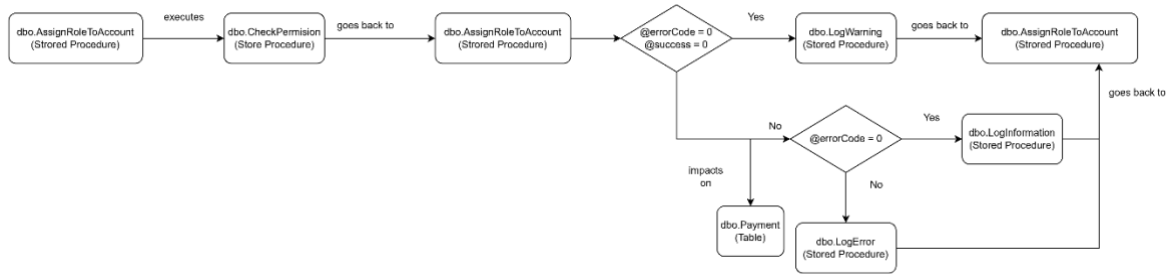 executes
dbo.AssignRoleToAccount
(Strored Procedure)
dbo.CheckPermision
(Store Procedure)
goes back to
dbo.AssignRoleToAccount
(Strored Procedure)
@errorCode = 0
@success = 0
Yes
dbo.LogWarning
(Stored Procedure)
goes back to
dbo.AssignRoleToAccount
(Strored Procedure)
goes back to
No
@errorCode = 0
Yes
dbo.LogInformation
(Stored Procedure)
impacts
on
No
dbo.Payment
(Table)
dbo.LogError
(Stored Procedure)